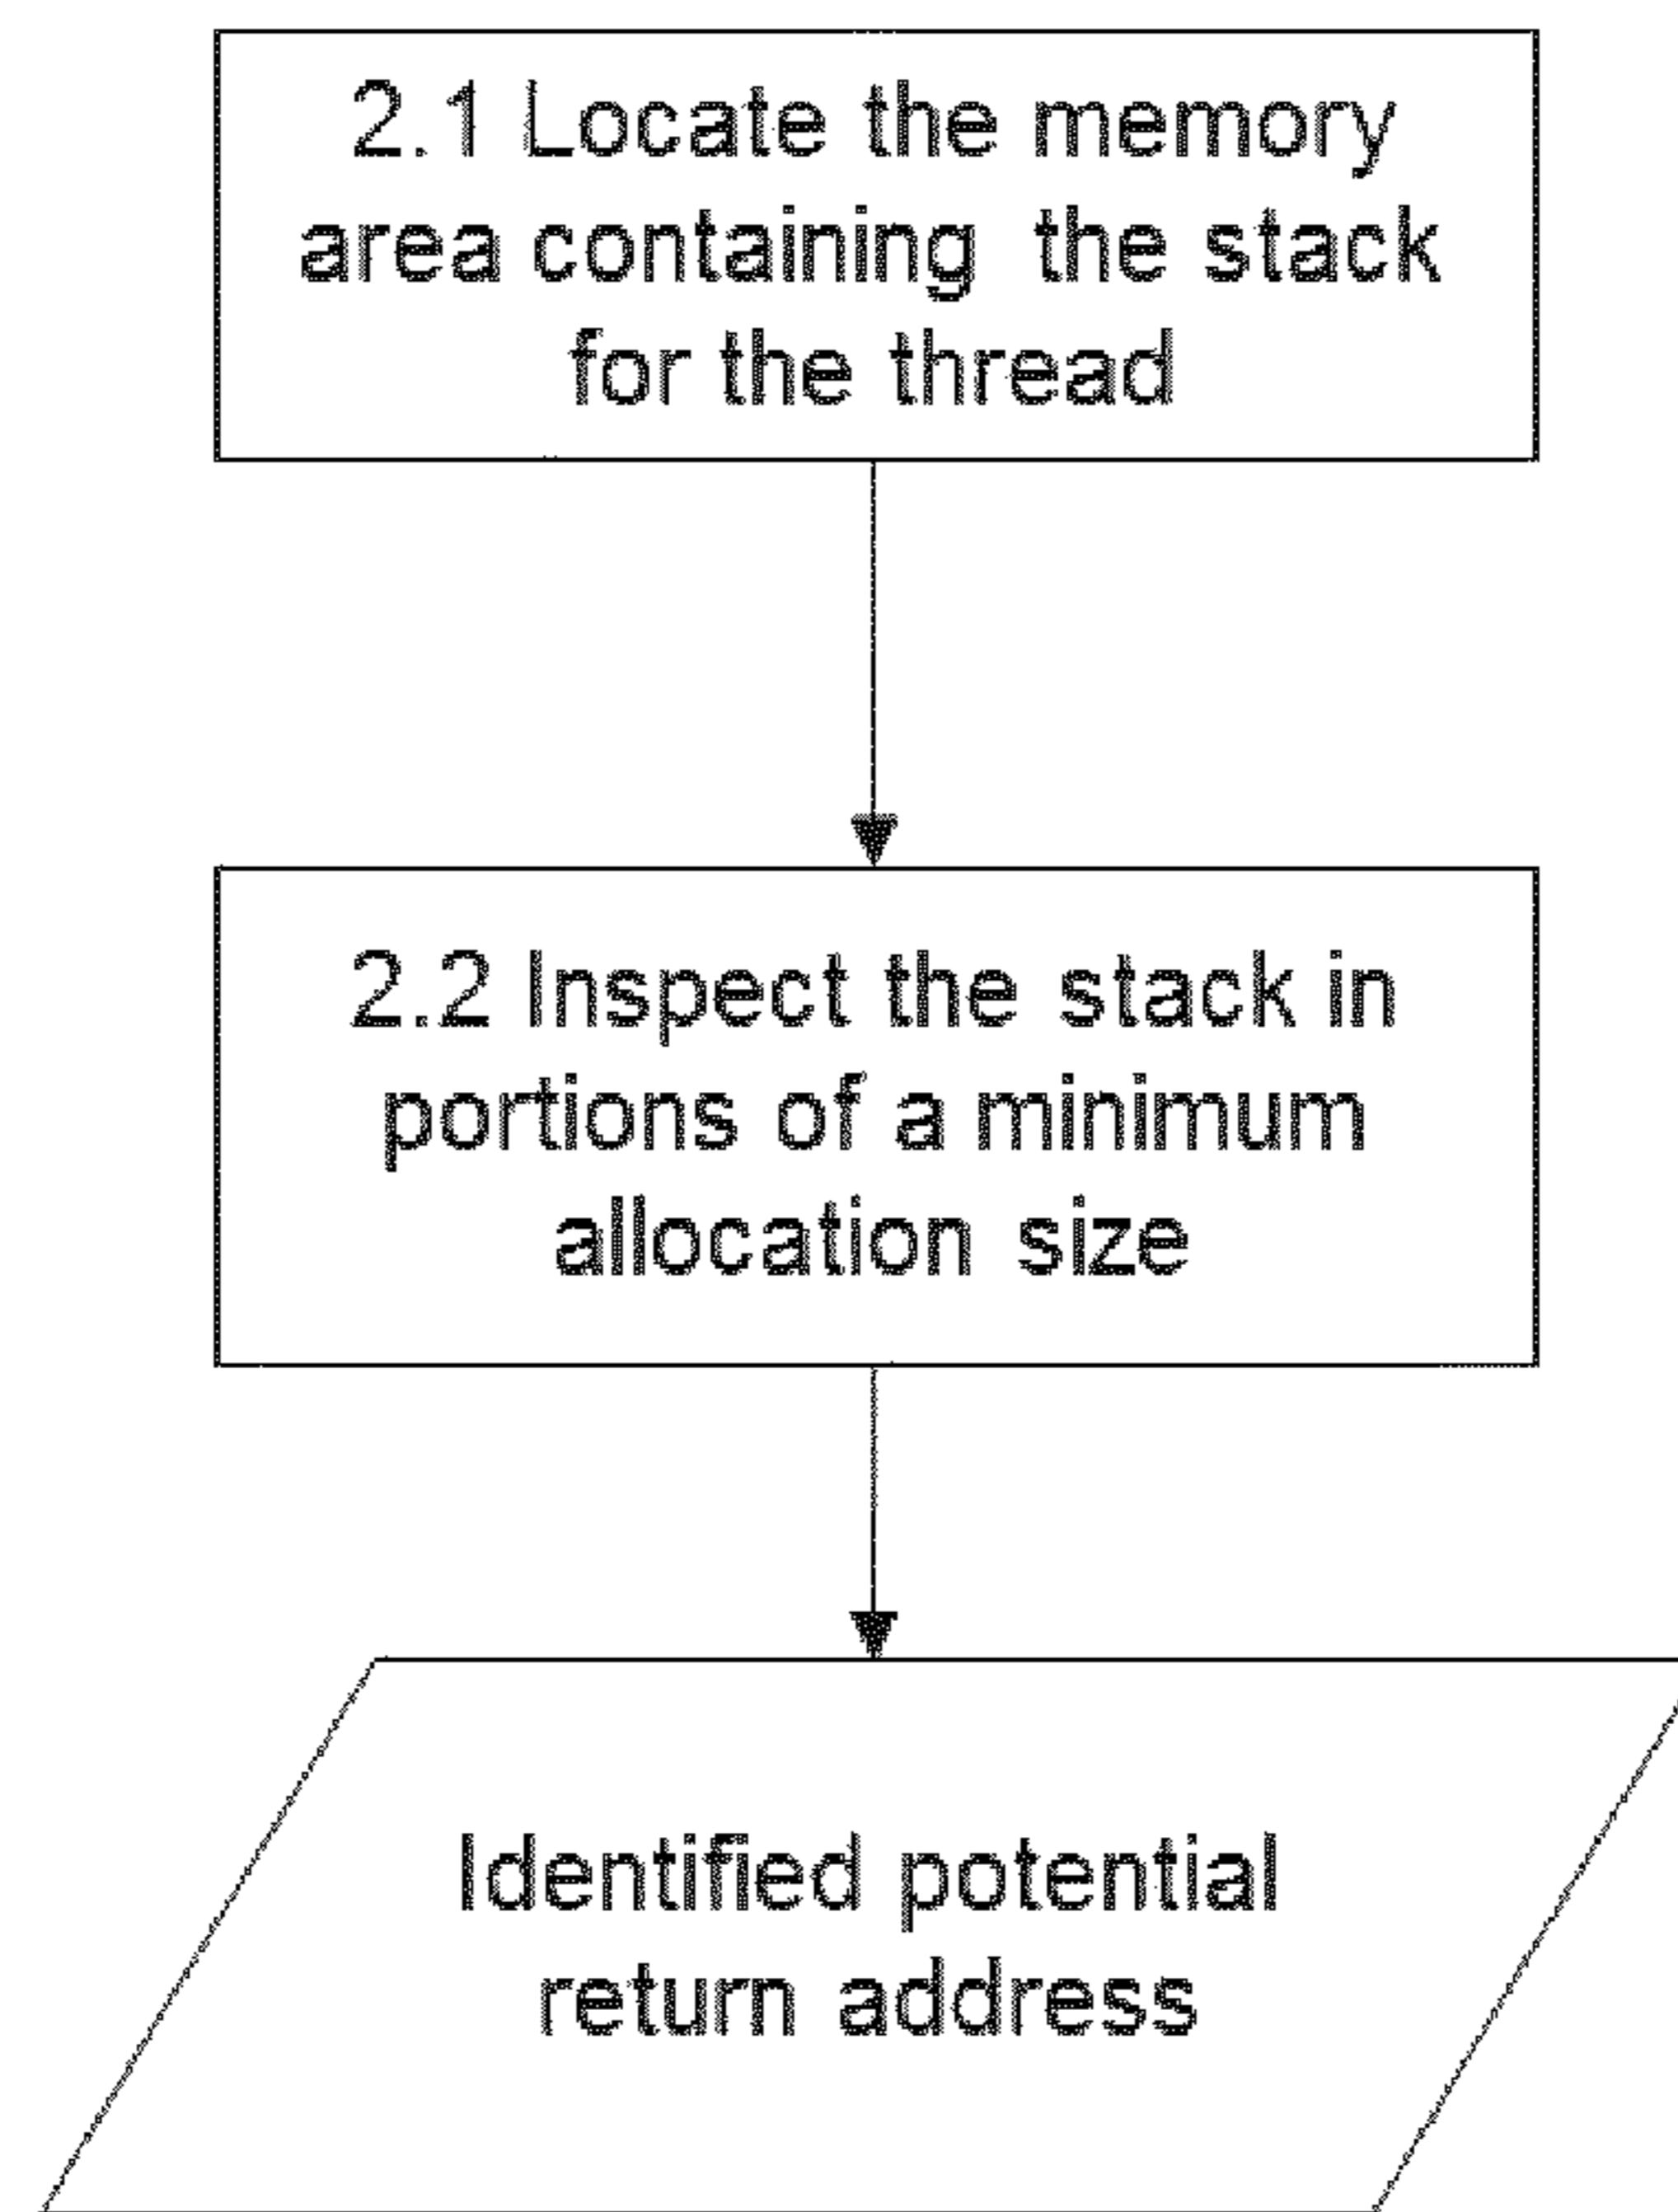 2.1 Locate the memory
area containing the stack
for the thread
2.2 Inspect the stack in
portions of a minimum
allocation size
Identified potential
return address